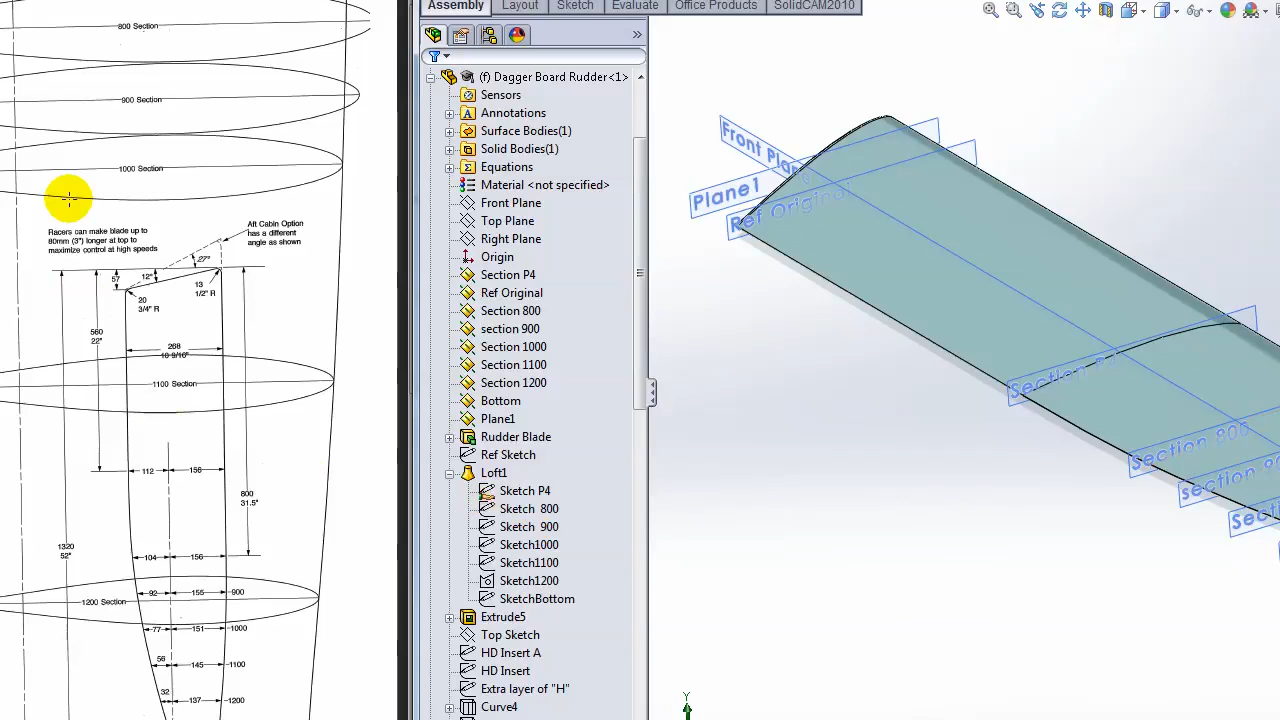 Assembly Layout Sketch Evaluate Office Products SolidCAM2010
800 Section
900 Section
1000 Section
Racers can make blade up to
80mm (3") longer at top to
maximize control at high speeds
Aft Cabin Option
has a different
angle as shown
27°
57
12°
13
1/2" R
20
3/4" R
560
22"
268
10 9/16"
1100 Section
112
156
800
31.5"
1320
52"
104
156
92
155
900
1200 Section
77
151
1000
56
145
1100
32
137
1200
(f) Dagger Board Rudder<1>
Sensors
Annotations
Surface Bodies(1)
Solid Bodies(1)
Equations
Material <not specified>
Front Plane
Top Plane
Right Plane
Origin
Section P4
Ref Original
Section 800
section 900
Section 1000
Section 1100
Section 1200
Bottom
Plane1
Rudder Blade
Ref Sketch
Loft1
Sketch P4
Sketch 800
Sketch 900
Sketch1000
Sketch1100
Sketch1200
SketchBottom
Extrude5
Top Sketch
HD Insert A
HD Insert
Extra layer of "H"
Curve4
Front Plane
Plane1
Ref Original
Section P4
Section 800
section 90
Secti
Y